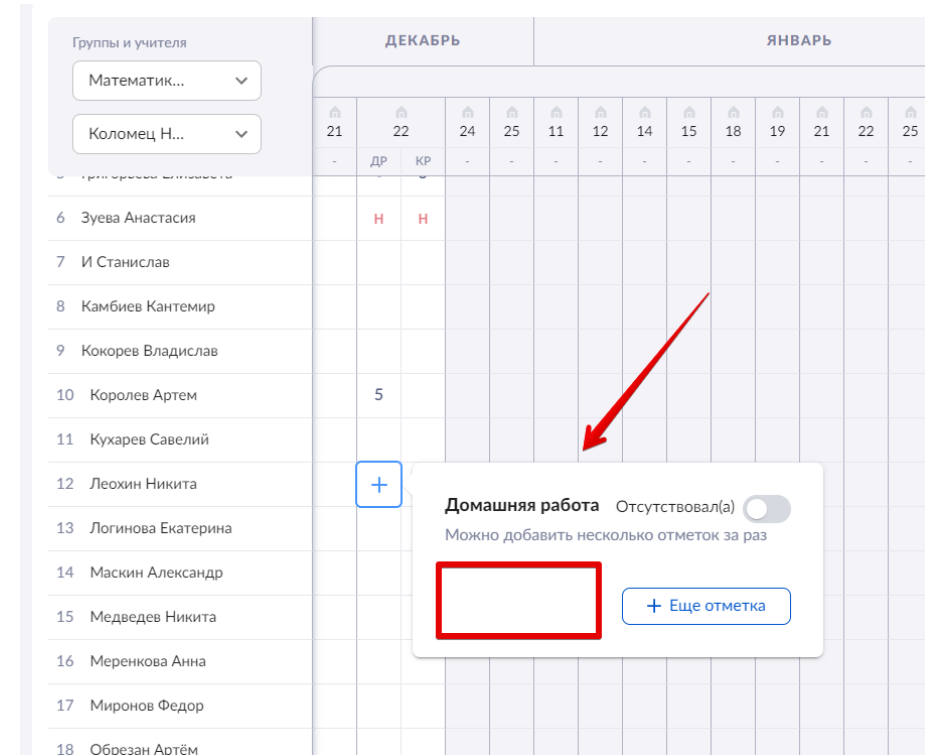 Группы и учителя
Математик...
Коломец Н...
ДЕКАБРЬ ЯНВАРЬ
21 22 24 25 11 12 14 15 18 19 21 22 25
- ДР КР - - - - - - - - - - -
6 Зуева Анастасия Н Н
7 И Станислав
8 Камбиев Кантемир
9 Кокорев Владислав
10 Королев Артем 5
11 Кухарев Савелий
12 Леохин Никита +
Домашняя работа Отсутствовал(а)
13 Логинова Екатерина
Можно добавить несколько отметок за раз
14 Маскин Александр
+ Еще отметка
15 Медведев Никита
16 Меренкова Анна
17 Миронов Федор
18 Обрезан Артём